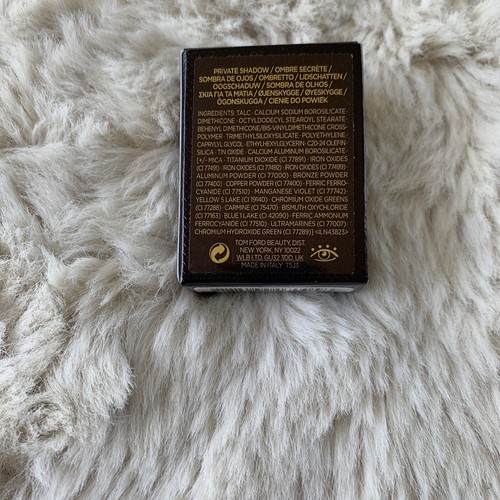 PRIVATE SHADOW / OMBRE SECRÈTE /
SOMBRA DE OJOS / OMBRETTO / LIDSCHATTEN /
OOGSCHADUW / SOMBRA DE OLHOS /
ΣΚΙΑ ΓΙΑ ΤΑ ΜΑΤΙΑ / ØJENSKYGGE / ØYESKYGGE /
ÖGONSKUGGA / CIENIE DO POWIEK
INGREDIENTS: TALC · CALCIUM SODIUM BOROSILICATE ·
DIMETHICONE · OCTYLDODECYL STEAROYL STEARATE ·
BEHENYL DIMETHICONE/BIS-VINYLDIMETHICONE CROSS-
POLYMER · TRIMETHYLSILOXYSILICATE · POLYETHYLENE ·
CAPRYLYL GLYCOL · ETHYLHEXYLGLYCERIN · C20-24 OLEFIN ·
SILICA · TIN OXIDE · CALCIUM ALUMINUM BOROSILICATE ·
[+/- MICA · TITANIUM DIOXIDE (CI 77891) · IRON OXIDES
(CI 77491) · IRON OXIDES (CI 77492) · IRON OXIDES (CI 77499) ·
ALUMINUM POWDER (CI 77000) · BRONZE POWDER
(CI 77400) · COPPER POWDER (CI 77400) · FERRIC FERRO-
CYANIDE (CI 77510) · MANGANESE VIOLET (CI 77742) ·
YELLOW 5 LAKE (CI 19140) · CHROMIUM OXIDE GREENS
(CI 77288) · CARMINE (CI 75470) · BISMUTH OXYCHLORIDE
(CI 77163) · BLUE 1 LAKE (CI 42090) · FERRIC AMMONIUM
FERROCYANIDE (CI 77510) · ULTRAMARINES (CI 77007) ·
CHROMIUM HYDROXIDE GREEN (CI 77289)] <ILN43823>
TOM FORD BEAUTY, DIST.
NEW YORK, NY 10022
WLB LTD, GU32 3DD, UK
MADE IN ITALY T5J3